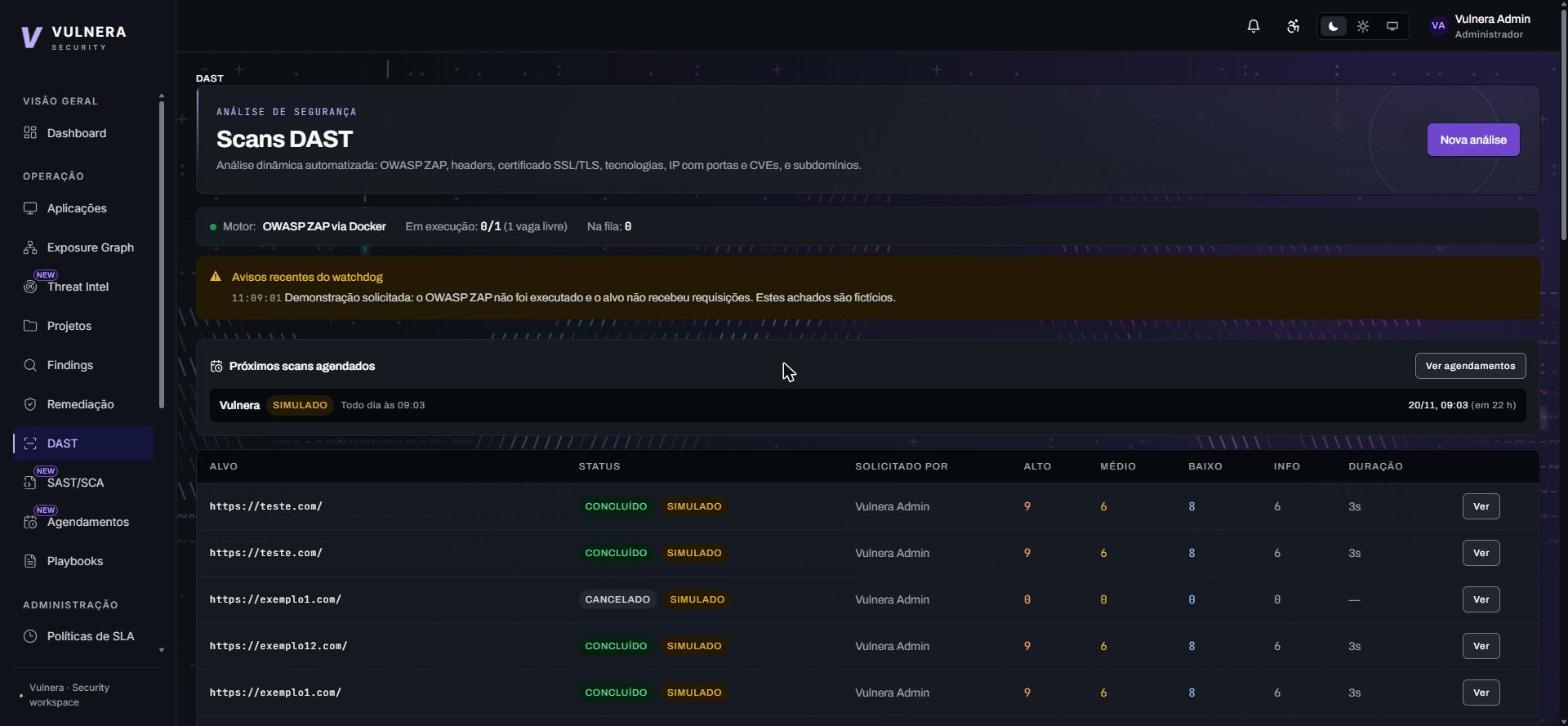 VULNERA
SECURITY
VISÃO GERAL
Dashboard
OPERAÇÃO
Aplicações
Exposure Graph
NEW
Threat Intel
Projetos
Findings
Remediação
DAST
NEW
SAST/SCA
NEW
Agendamentos
Playbooks
ADMINISTRAÇÃO
Políticas de SLA
Vulnera · Security
workspace
VA
Vulnera Admin
Administrador
DAST
ANÁLISE DE SEGURANÇA
Scans DAST
Análise dinâmica automatizada: OWASP ZAP, headers, certificado SSL/TLS, tecnologias, IP com portas e CVEs, e subdomínios.
Nova análise
Motor: OWASP ZAP via Docker Em execução: 0/1 (1 vaga livre) Na fila: 0
Avisos recentes do watchdog
11:09:01 Demonstração solicitada: o OWASP ZAP não foi executado e o alvo não recebeu requisições. Estes achados são fictícios.
Próximos scans agendados
Ver agendamentos
Vulnera SIMULADO Todo dia às 09:03 20/11, 09:03 (em 22 h)
ALVO STATUS SOLICITADO POR ALTO MÉDIO BAIXO INFO DURAÇÃO
https://teste.com/ CONCLUÍDO SIMULADO Vulnera Admin 9 6 8 6 3s Ver
https://teste.com/ CONCLUÍDO SIMULADO Vulnera Admin 9 6 8 6 3s Ver
https://exemplo1.com/ CANCELADO SIMULADO Vulnera Admin 0 0 0 0 — Ver
https://exemplo12.com/ CONCLUÍDO SIMULADO Vulnera Admin 9 6 8 6 3s Ver
https://exemplo1.com/ CONCLUÍDO SIMULADO Vulnera Admin 9 6 8 6 3s Ver